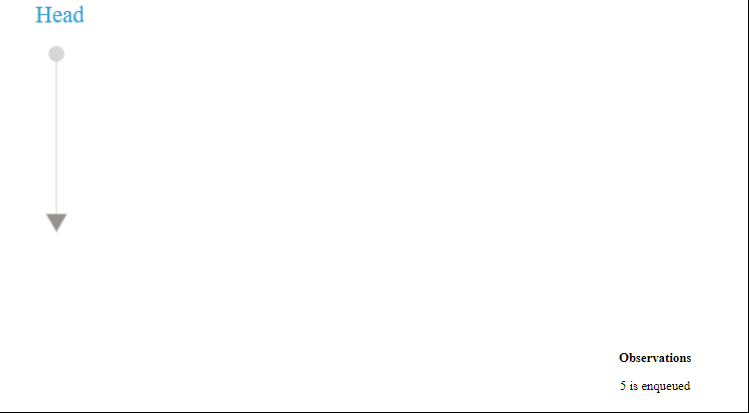 Head
Observations
5 is enqueued